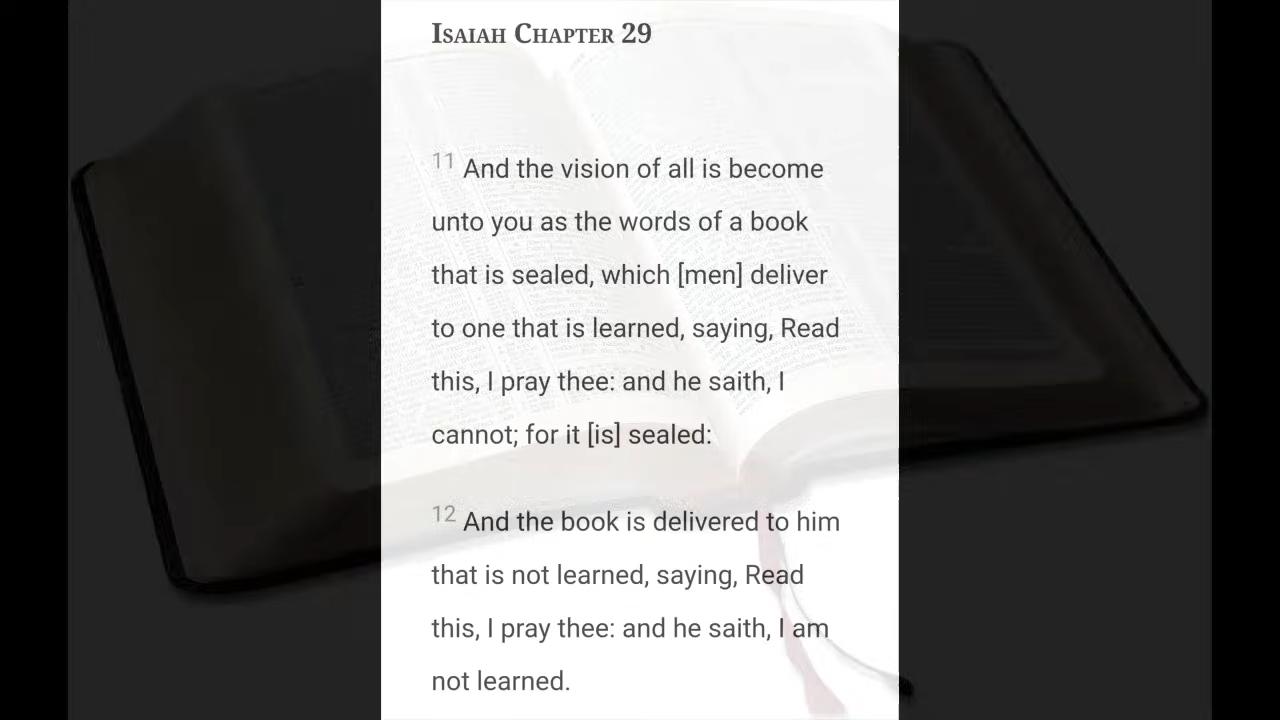 Isaiah Chapter 29
11 And the vision of all is become
unto you as the words of a book
that is sealed, which [men] deliver
to one that is learned, saying, Read
this, I pray thee: and he saith, I
cannot; for it [is] sealed:
12 And the book is delivered to him
that is not learned, saying, Read
this, I pray thee: and he saith, I am
not learned.